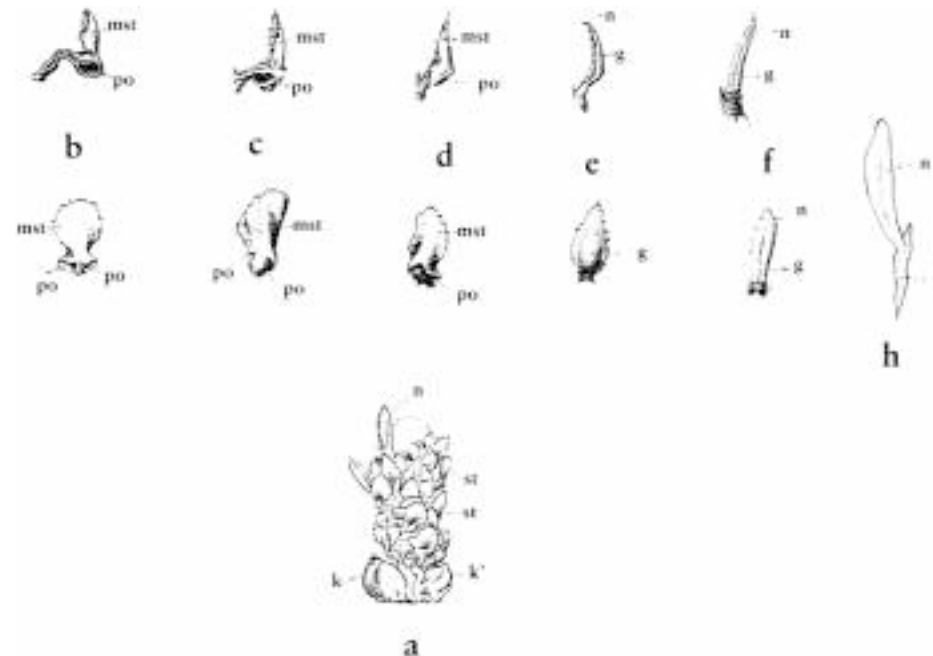 mst mst mst n n
po po po g g
b c d e f
n
mst mst mst n
po po po po g g
po
h
n
st
st
k k'
a